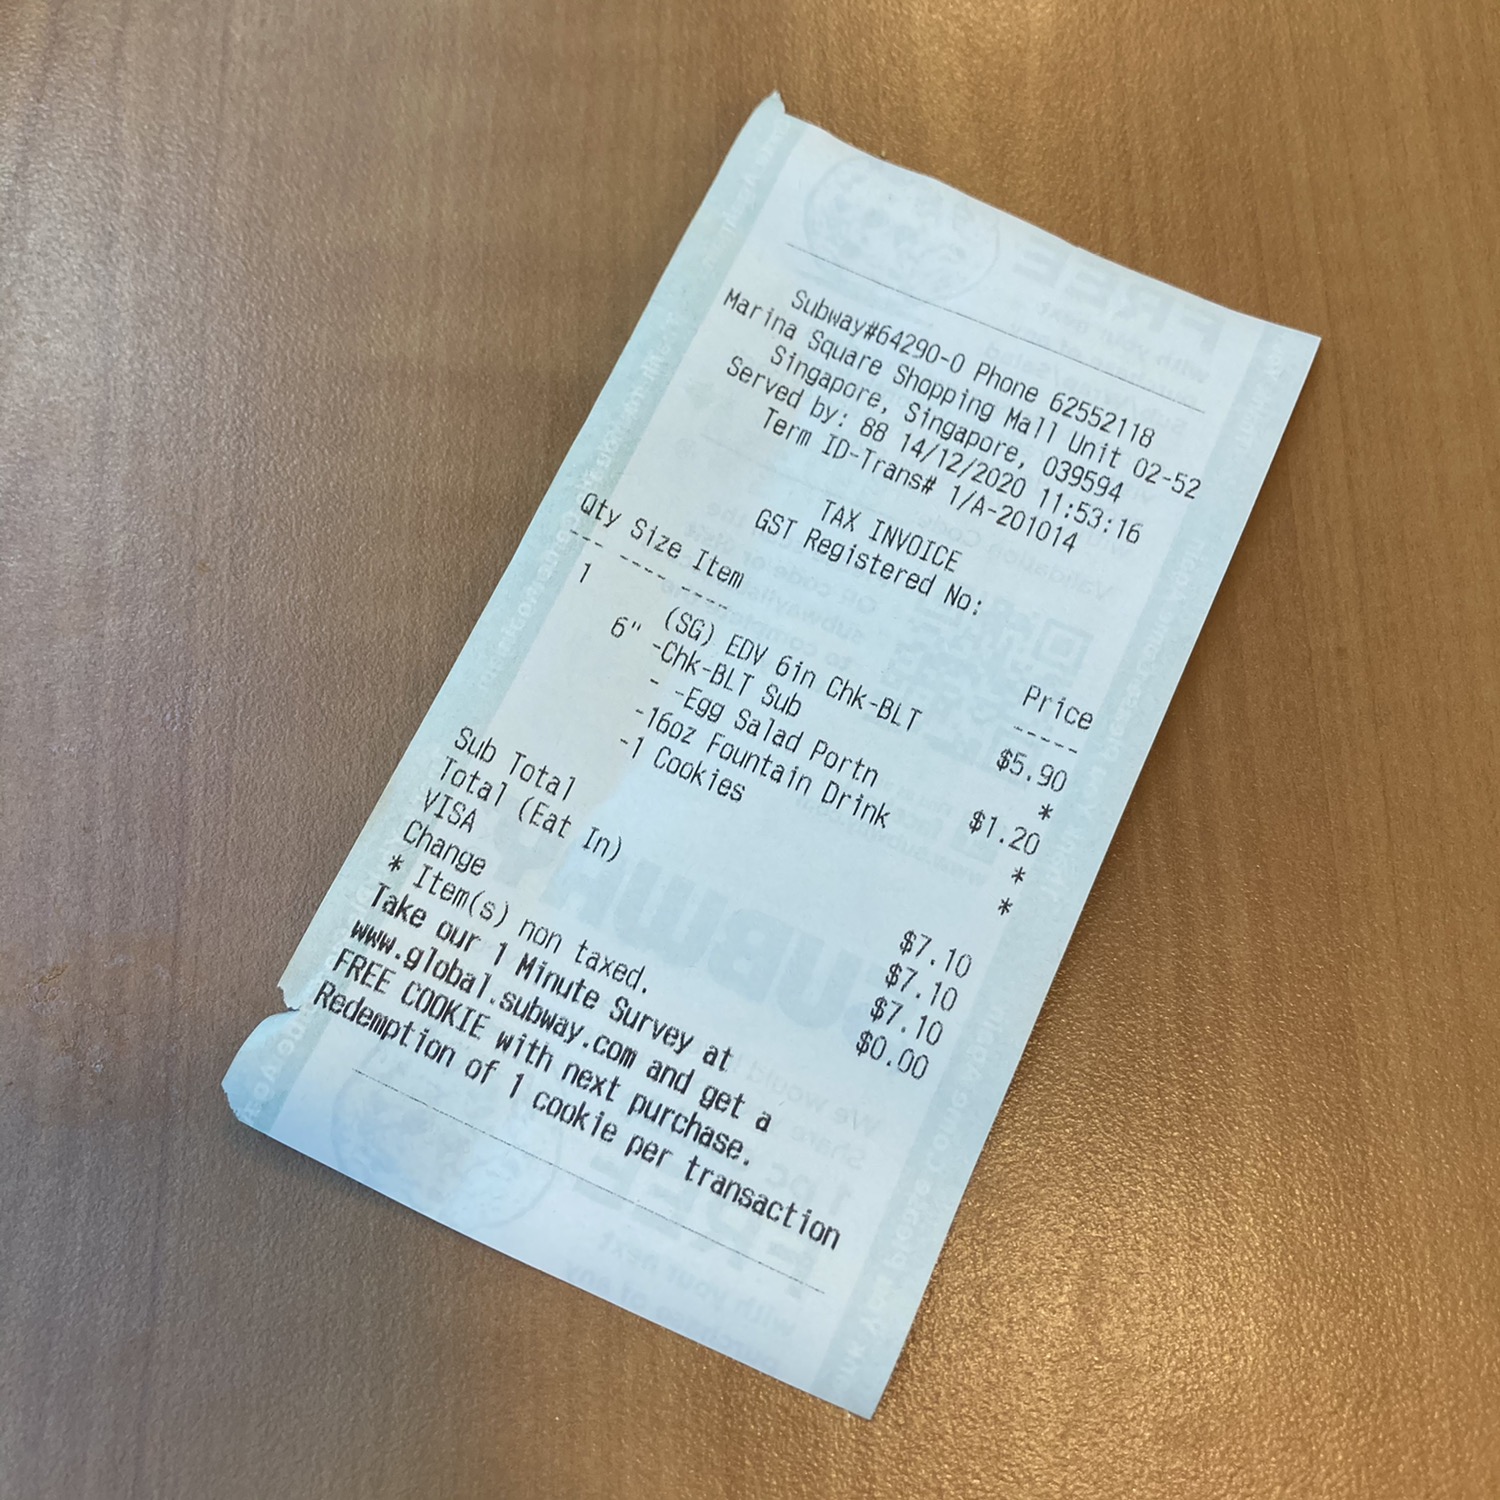 Subway#64290-0 Phone 62552118
Marina Square Shopping Mall Unit 02-52
Singapore, Singapore, 039594
Served by: 88 14/12/2020 11:53:16
Term ID-Trans# 1/A-201014
TAX INVOICE
GST Registered No:
Qty Size Item Price
--- ---- ---- -----
1 (SG) EDV 6in Chk-BLT $5.90
6" -Chk-BLT Sub *
- -Egg Salad Portn $1.20
-16oz Fountain Drink *
-1 Cookies *
Sub Total $7.10
Total (Eat In) $7.10
VISA $7.10
Change $0.00
* Item(s) non taxed.
Take our 1 Minute Survey at
www.global.subway.com and get a
FREE COOKIE with next purchase.
Redemption of 1 cookie per transaction